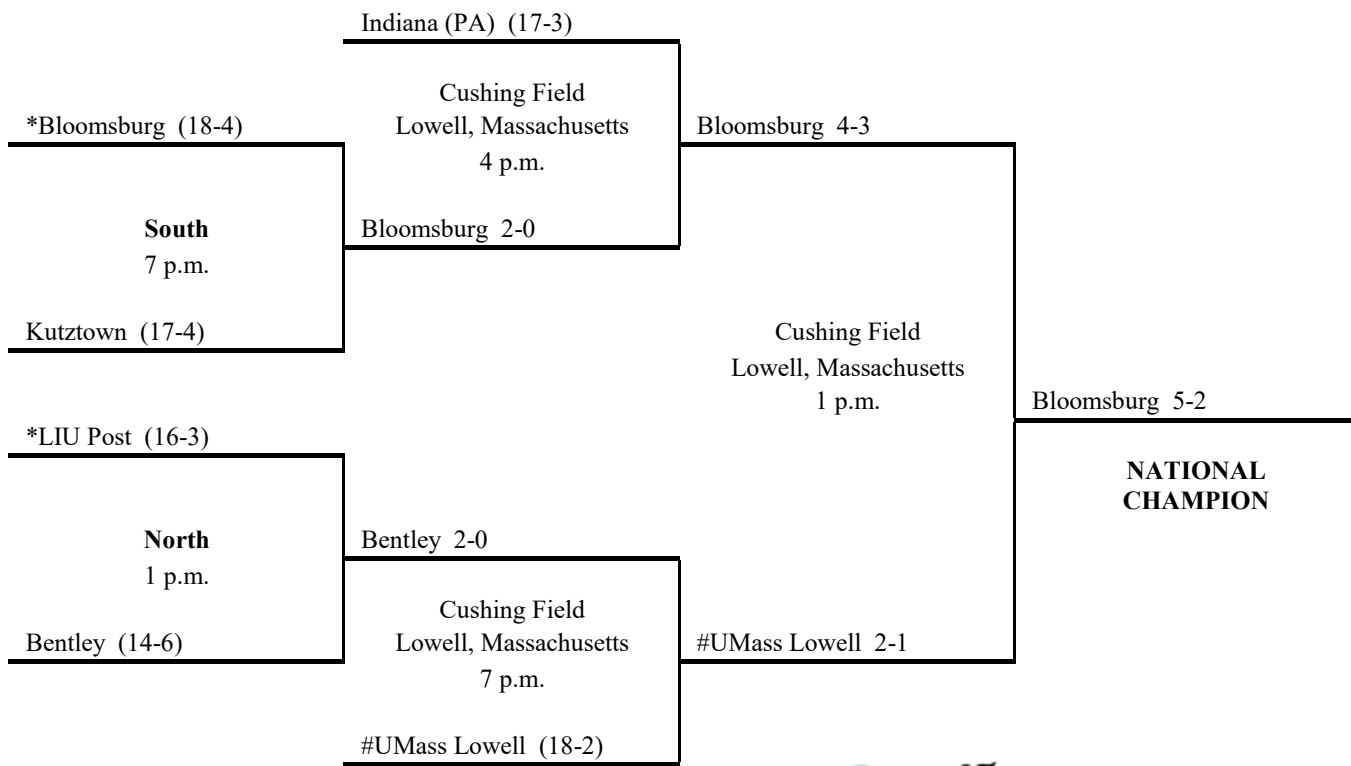 Indiana (PA) (17-3)
Cushing Field
Lowell, Massachusetts
4 p.m.
*Bloomsburg (18-4)
Bloomsburg 4-3
South
7 p.m.
Bloomsburg 2-0
Kutztown (17-4)
Cushing Field
Lowell, Massachusetts
1 p.m.
Bloomsburg 5-2
NATIONAL
CHAMPION
*LIU Post (16-3)
North
1 p.m.
Bentley 2-0
Bentley (14-6)
Cushing Field
Lowell, Massachusetts
7 p.m.
#UMass Lowell 2-1
#UMass Lowell (18-2)